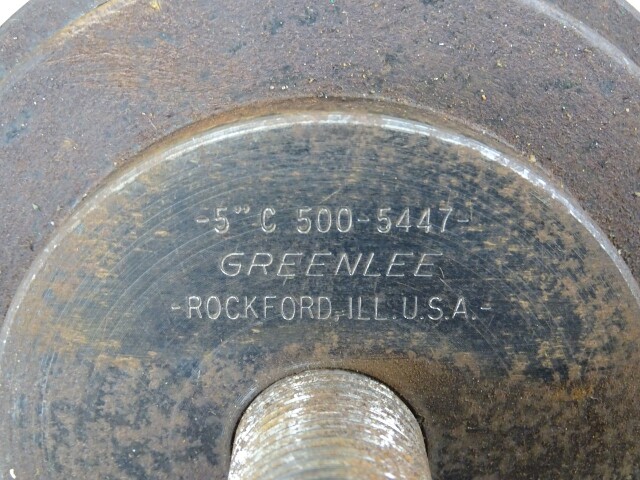 -5" C 500-5447-
GREENLEE
-ROCKFORD, ILL. U.S.A.-